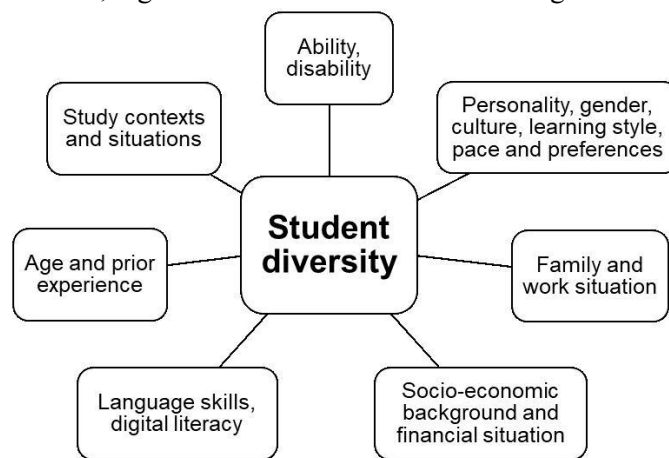 Ability,
disability
Personality, gender,
culture, learning style,
pace and preferences
Study contexts
and situations
Student
diversity
Age and prior
experience
Family and
work situation
Language skills,
digital literacy
Socio-economic
background and
financial situation